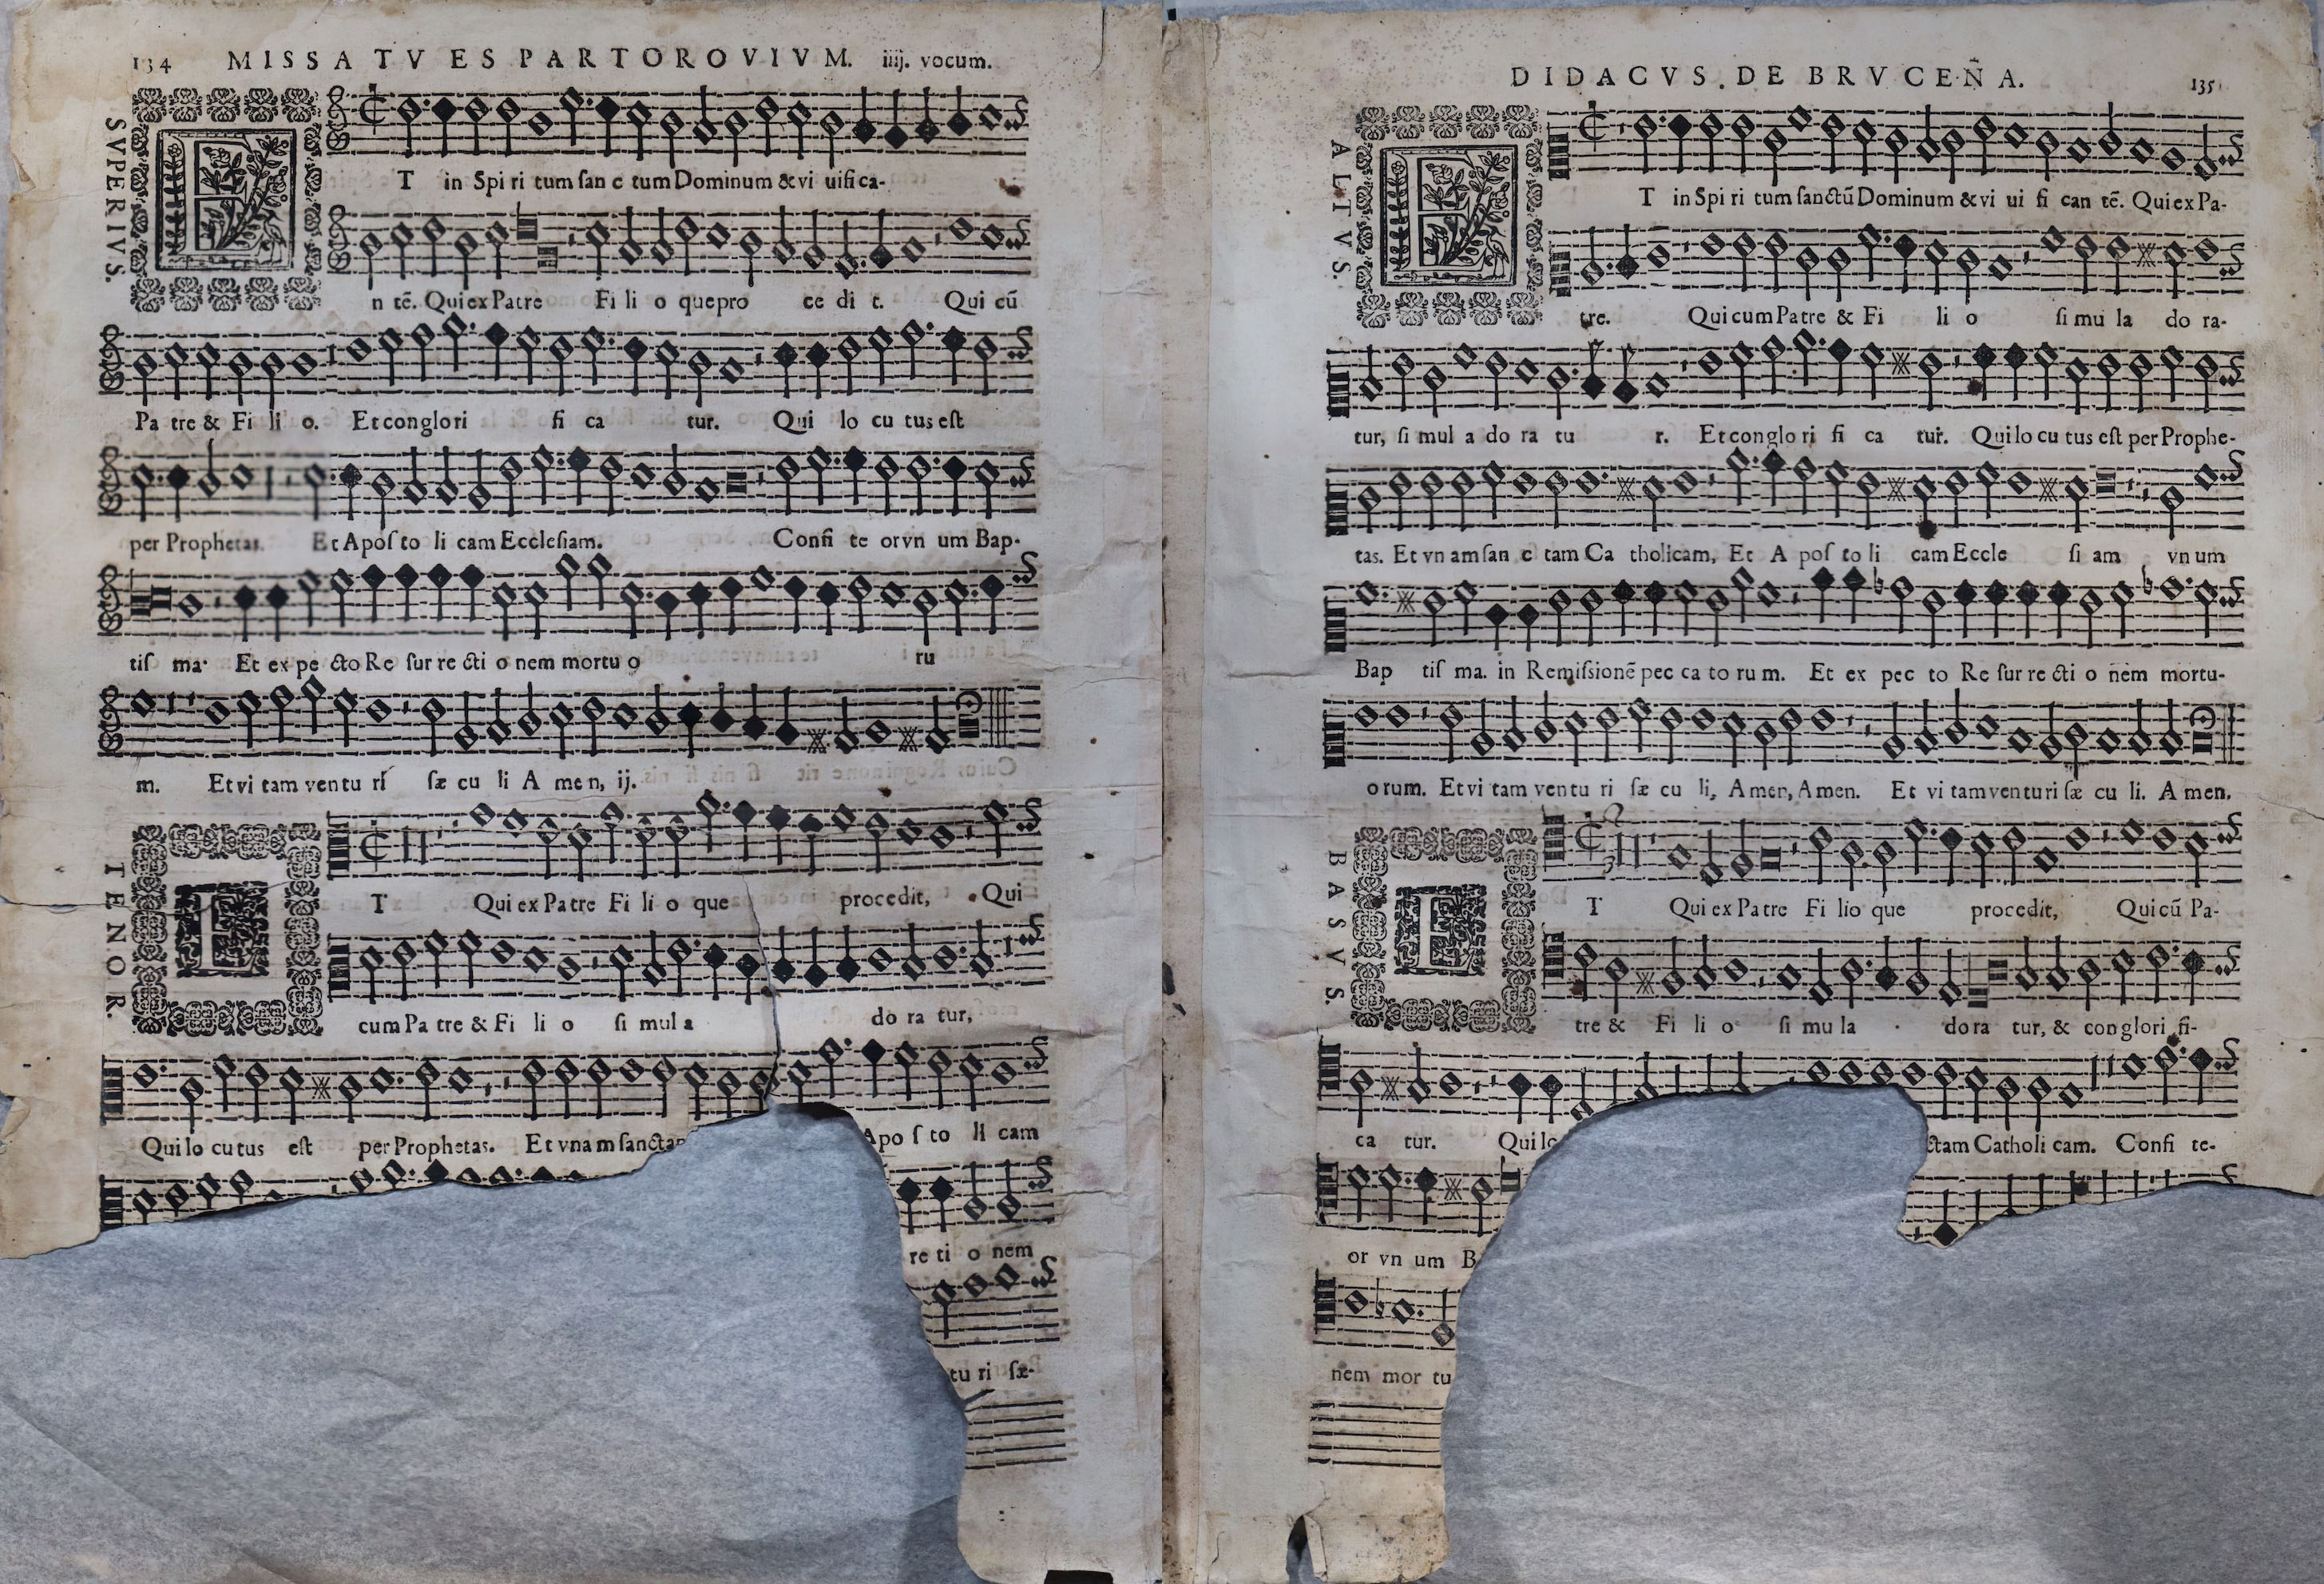 134 MISSA TV ES PARTOROVIVM. iiij. vocum.
SVPERIVS.
T in Spi ri tum ſan c tum Dominum & vi uifi ca-
n tē. Qui ex Patre Fi li o quepro ce di t. Qui cū
Pa tre & Fi li o. Et conglori fi ca tur. Qui lo cu tus eſt
per Prophetas. Et Apoſ to li cam Eccleſiam. Confi te or vn um Bap-
tiſ ma. Et ex pe cto Re ſur re cti o nem mortu o ru
m. Et vi tam ven tu ri ſæ cu li A me n, ij.
TENOR.
T Qui ex Pa tre Fi li o que procedit, Qui
cum Pa tre & Fi li o ſi mul a do ra tur,
Qui lo cu tus eſt per Prophetas. Et vna m ſancta Apo ſ to li cam
re ti o nem
tu ri ſæ-
DIDACVS. DE BRVCEÑA. 135
ALTVS.
T in Spi ri tum ſanctū Dominum & vi ui fi can tē. Qui ex Pa-
tre. Qui cum Patre & Fi li o ſi mu la do ra-
tur, ſi mul a do ra tu r. Et conglo ri fi ca tur. Qui lo cu tus eſt per Prophe-
tas. Et vn am ſan c tam Ca tholicam, Et A poſ to li cam Eccle ſi am vn um
Bap tiſ ma. in Remiſſionē pec ca to ru m. Et ex pec to Re ſur re cti o nem mortu-
o rum. Et vi tam ven tu ri ſæ cu li, Amen, Amen. Et vi tam venturi ſæ cu li. A men.
BASVS.
T Qui ex Pa tre Fi lio que procedit, Qui cū Pa-
tre & Fi li o ſi mu la do ra tur, & con glori fi-
ca tur. Qui lo ctam Catholi cam. Confi te-
or vn um B
nem mor tu